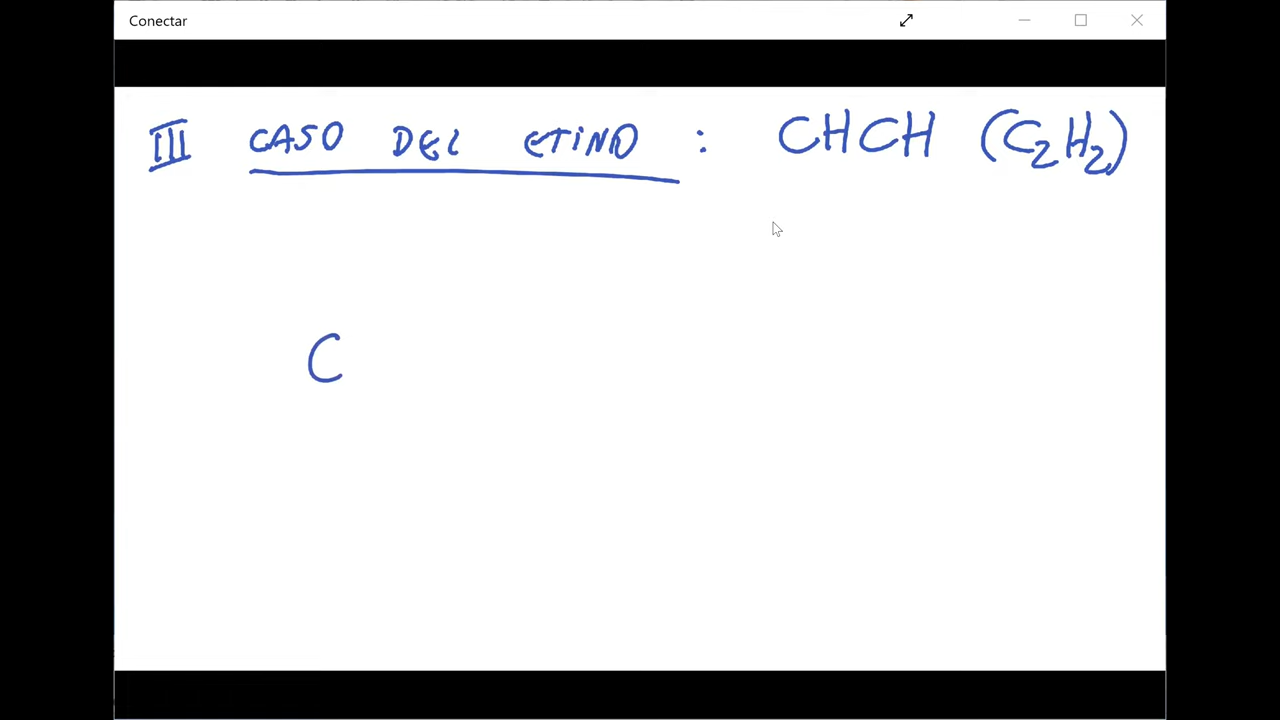 Conectar
III CASO DEL ETINO : CHCH (C₂H₂)
C